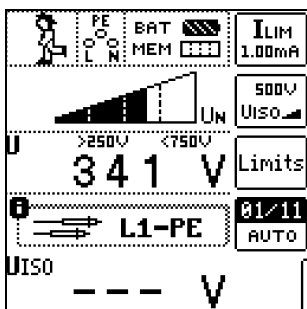 PE
L N
BAT
MEM
ILIM
1.00mA
UN
500V
UISO
U
>250V <750V
341 V
Limits
L1-PE
01/11
AUTO
UISO
--- V